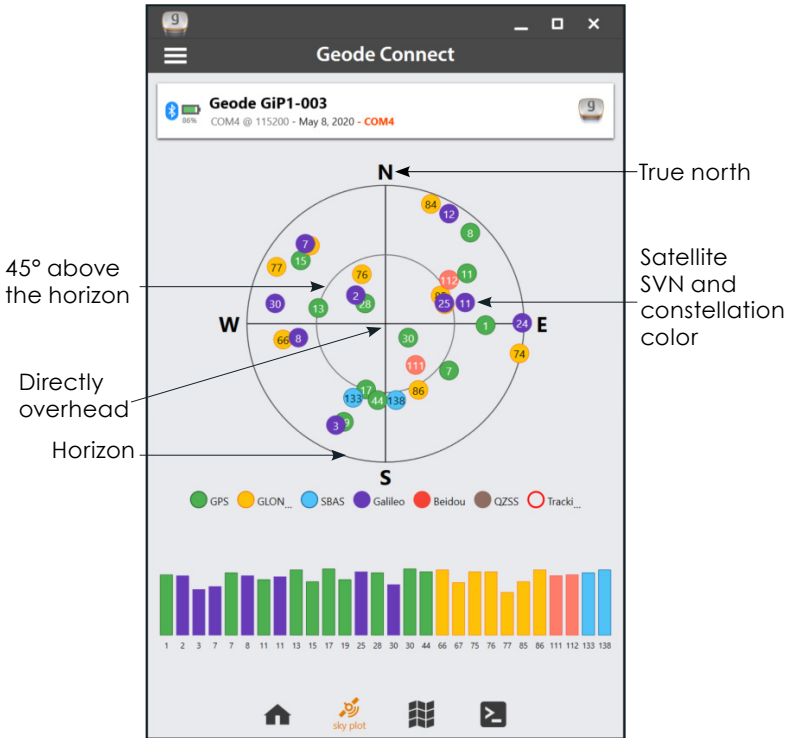 g
Geode Connect
Geode GiP1-003
86%
COM4 @ 115200 - May 8, 2020 - COM4
g
N
True north
84
12
8
7
15
77
76
11
112
45° above
the horizon
Satellite
SVN and
constellation
color
2
28
30
13
25
11
W
E
1
24
66
8
30
74
111
7
Directly
overhead
17
86
133
44
138
3
Horizon
S
GPS GLON... SBAS Galileo Beidou QZSS Tracki...
1 2 3 7 7 8 11 11 13 15 17 19 25 28 30 30 44 66 67 75 76 77 85 86 111 112 133 138
sky plot